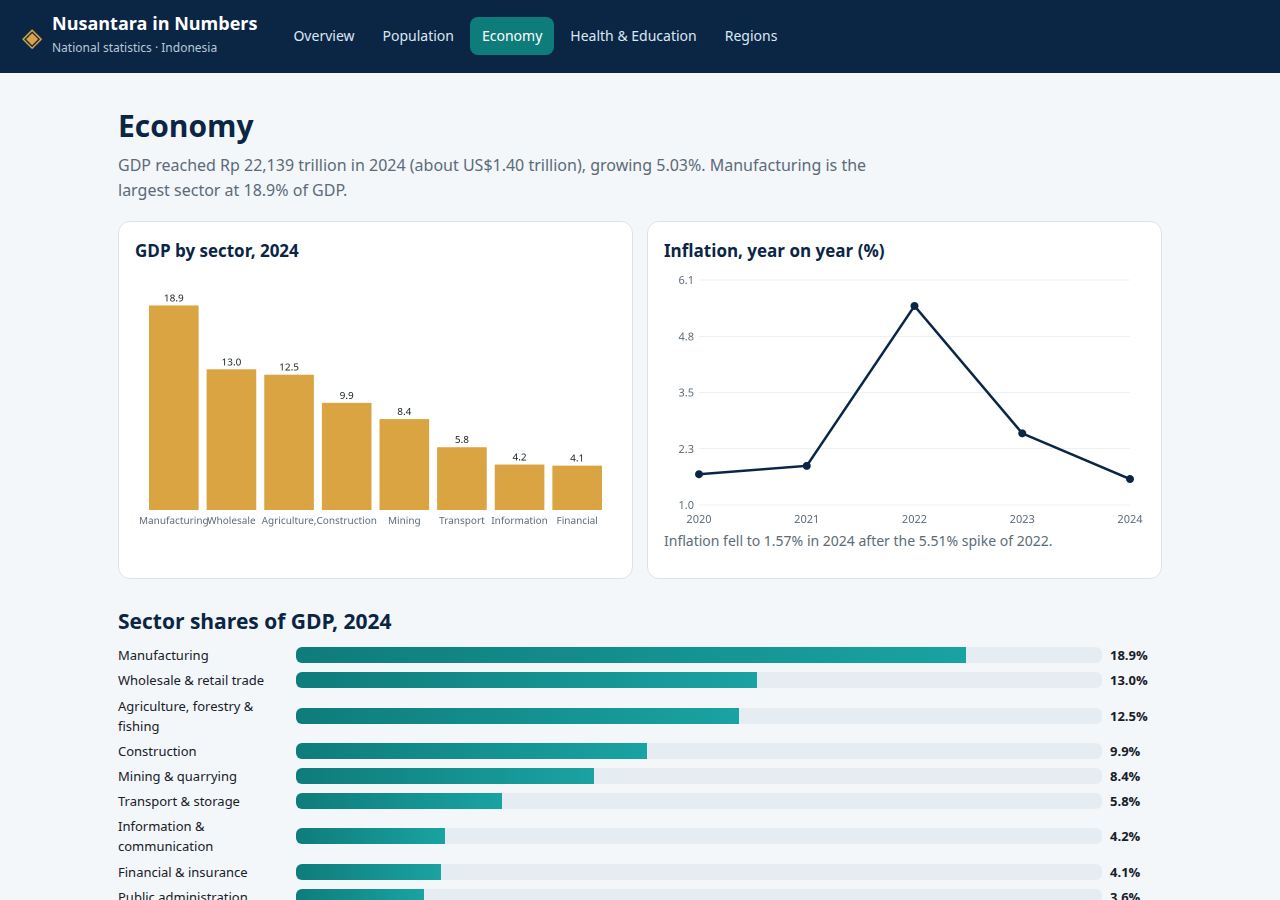 ◈ Nusantara in Numbers
National statistics · Indonesia
Overview Population Economy Health & Education Regions
Economy
GDP reached Rp 22,139 trillion in 2024 (about US$1.40 trillion), growing 5.03%. Manufacturing is the
largest sector at 18.9% of GDP.
GDP by sector, 2024
18.9
13.0
12.5
9.9
8.4
5.8
4.2
4.1
Manufacturing Wholesale Agriculture, Construction Mining Transport Information Financial
Inflation, year on year (%)
6.1
4.8
3.5
2.3
1.0
2020 2021 2022 2023 2024
Inflation fell to 1.57% in 2024 after the 5.51% spike of 2022.
Sector shares of GDP, 2024
Manufacturing 18.9%
Wholesale & retail trade 13.0%
Agriculture, forestry &
fishing 12.5%
Construction 9.9%
Mining & quarrying 8.4%
Transport & storage 5.8%
Information &
communication 4.2%
Financial & insurance 4.1%
Public administration 3.6%